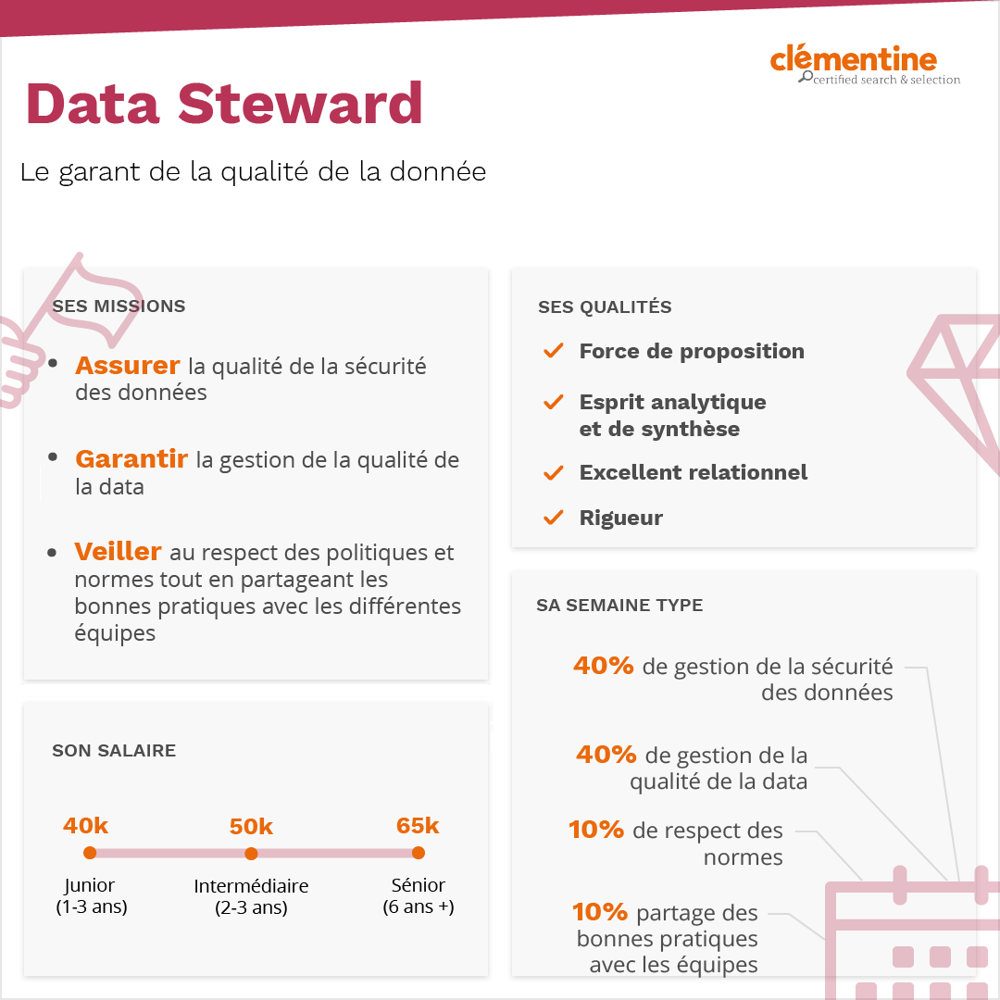 clémentine
certified search & selection
Data Steward
Le garant de la qualité de la donnée
SES MISSIONS
• Assurer la qualité de la sécurité
des données
• Garantir la gestion de la qualité de
la data
• Veiller au respect des politiques et
normes tout en partageant les
bonnes pratiques avec les différentes
équipes
SES QUALITÉS
Force de proposition
Esprit analytique
et de synthèse
Excellent relationnel
Rigueur
SON SALAIRE
40k 50k 65k
Junior Intermédiaire Sénior
(1-3 ans) (2-3 ans) (6 ans +)
SA SEMAINE TYPE
40% de gestion de la sécurité
des données
40% de gestion de la
qualité de la data
10% de respect des
normes
10% partage des
bonnes pratiques
avec les équipes